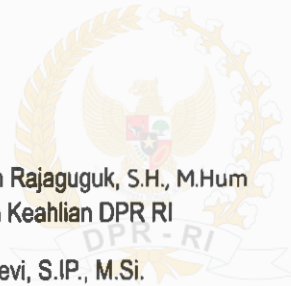 n Rajaguguk, S.H., M.Hum
n Keahlian DPR RI
DPR - RI
evi, S.IP., M.Si.